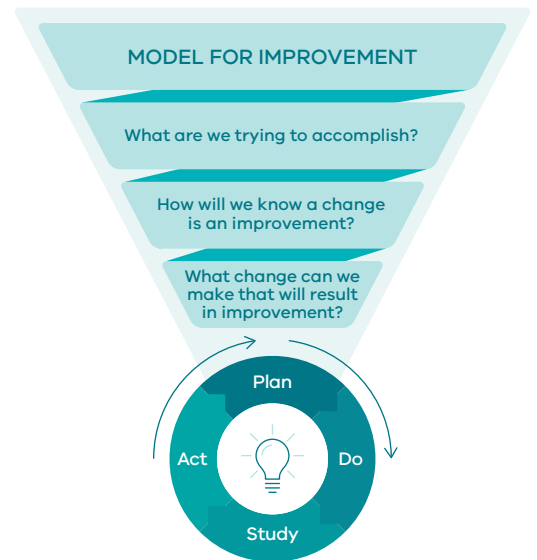 MODEL FOR IMPROVEMENT
What are we trying to accomplish?
How will we know a change
is an improvement?
What change can we
make that will result
in improvement?
Plan
Act
Do
Study